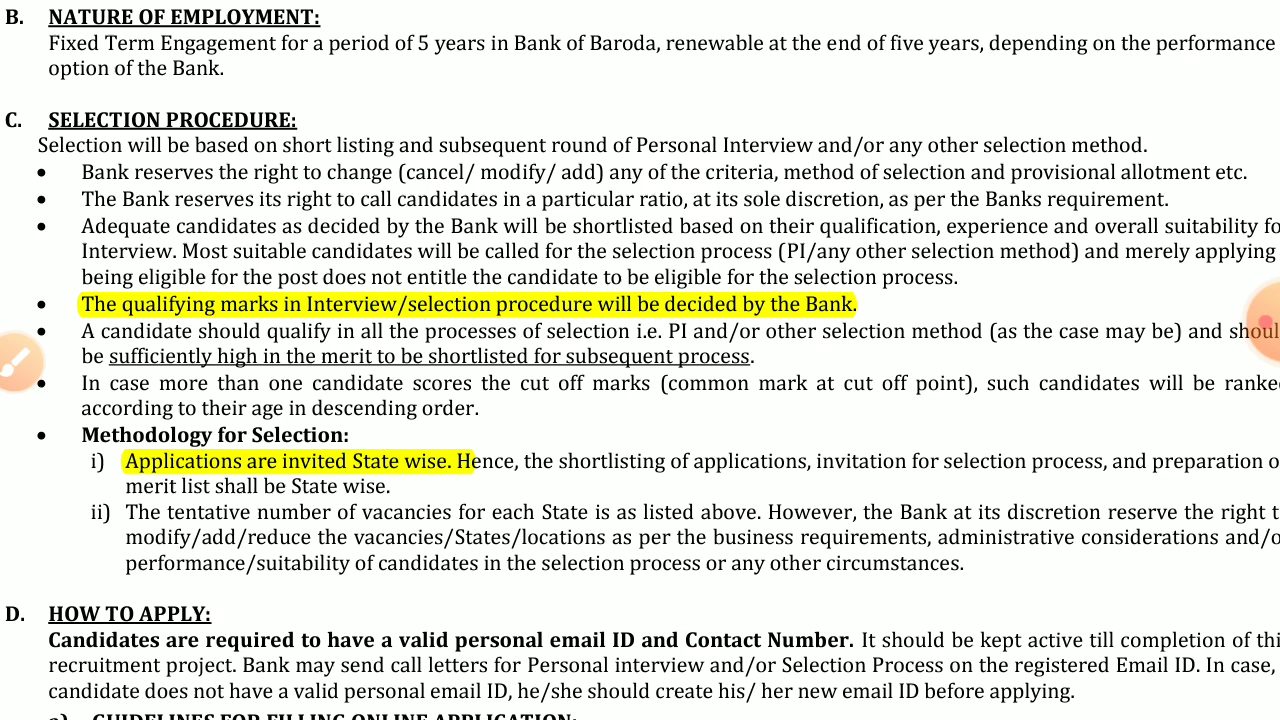 B. NATURE OF EMPLOYMENT:
Fixed Term Engagement for a period of 5 years in Bank of Baroda, renewable at the end of five years, depending on the performance
option of the Bank.
C. SELECTION PROCEDURE:
Selection will be based on short listing and subsequent round of Personal Interview and/or any other selection method.
• Bank reserves the right to change (cancel/ modify/ add) any of the criteria, method of selection and provisional allotment etc.
• The Bank reserves its right to call candidates in a particular ratio, at its sole discretion, as per the Banks requirement.
• Adequate candidates as decided by the Bank will be shortlisted based on their qualification, experience and overall suitability fo
Interview. Most suitable candidates will be called for the selection process (PI/any other selection method) and merely applying
being eligible for the post does not entitle the candidate to be eligible for the selection process.
• The qualifying marks in Interview/selection procedure will be decided by the Bank.
• A candidate should qualify in all the processes of selection i.e. PI and/or other selection method (as the case may be) and shoul
be sufficiently high in the merit to be shortlisted for subsequent process.
• In case more than one candidate scores the cut off marks (common mark at cut off point), such candidates will be ranke
according to their age in descending order.
• Methodology for Selection:
i) Applications are invited State wise. Hence, the shortlisting of applications, invitation for selection process, and preparation o
merit list shall be State wise.
ii) The tentative number of vacancies for each State is as listed above. However, the Bank at its discretion reserve the right t
modify/add/reduce the vacancies/States/locations as per the business requirements, administrative considerations and/o
performance/suitability of candidates in the selection process or any other circumstances.
D. HOW TO APPLY:
Candidates are required to have a valid personal email ID and Contact Number. It should be kept active till completion of thi
recruitment project. Bank may send call letters for Personal interview and/or Selection Process on the registered Email ID. In case,
candidate does not have a valid personal email ID, he/she should create his/ her new email ID before applying.
a) GUIDELINES FOR FILLING ONLINE APPLICATION: